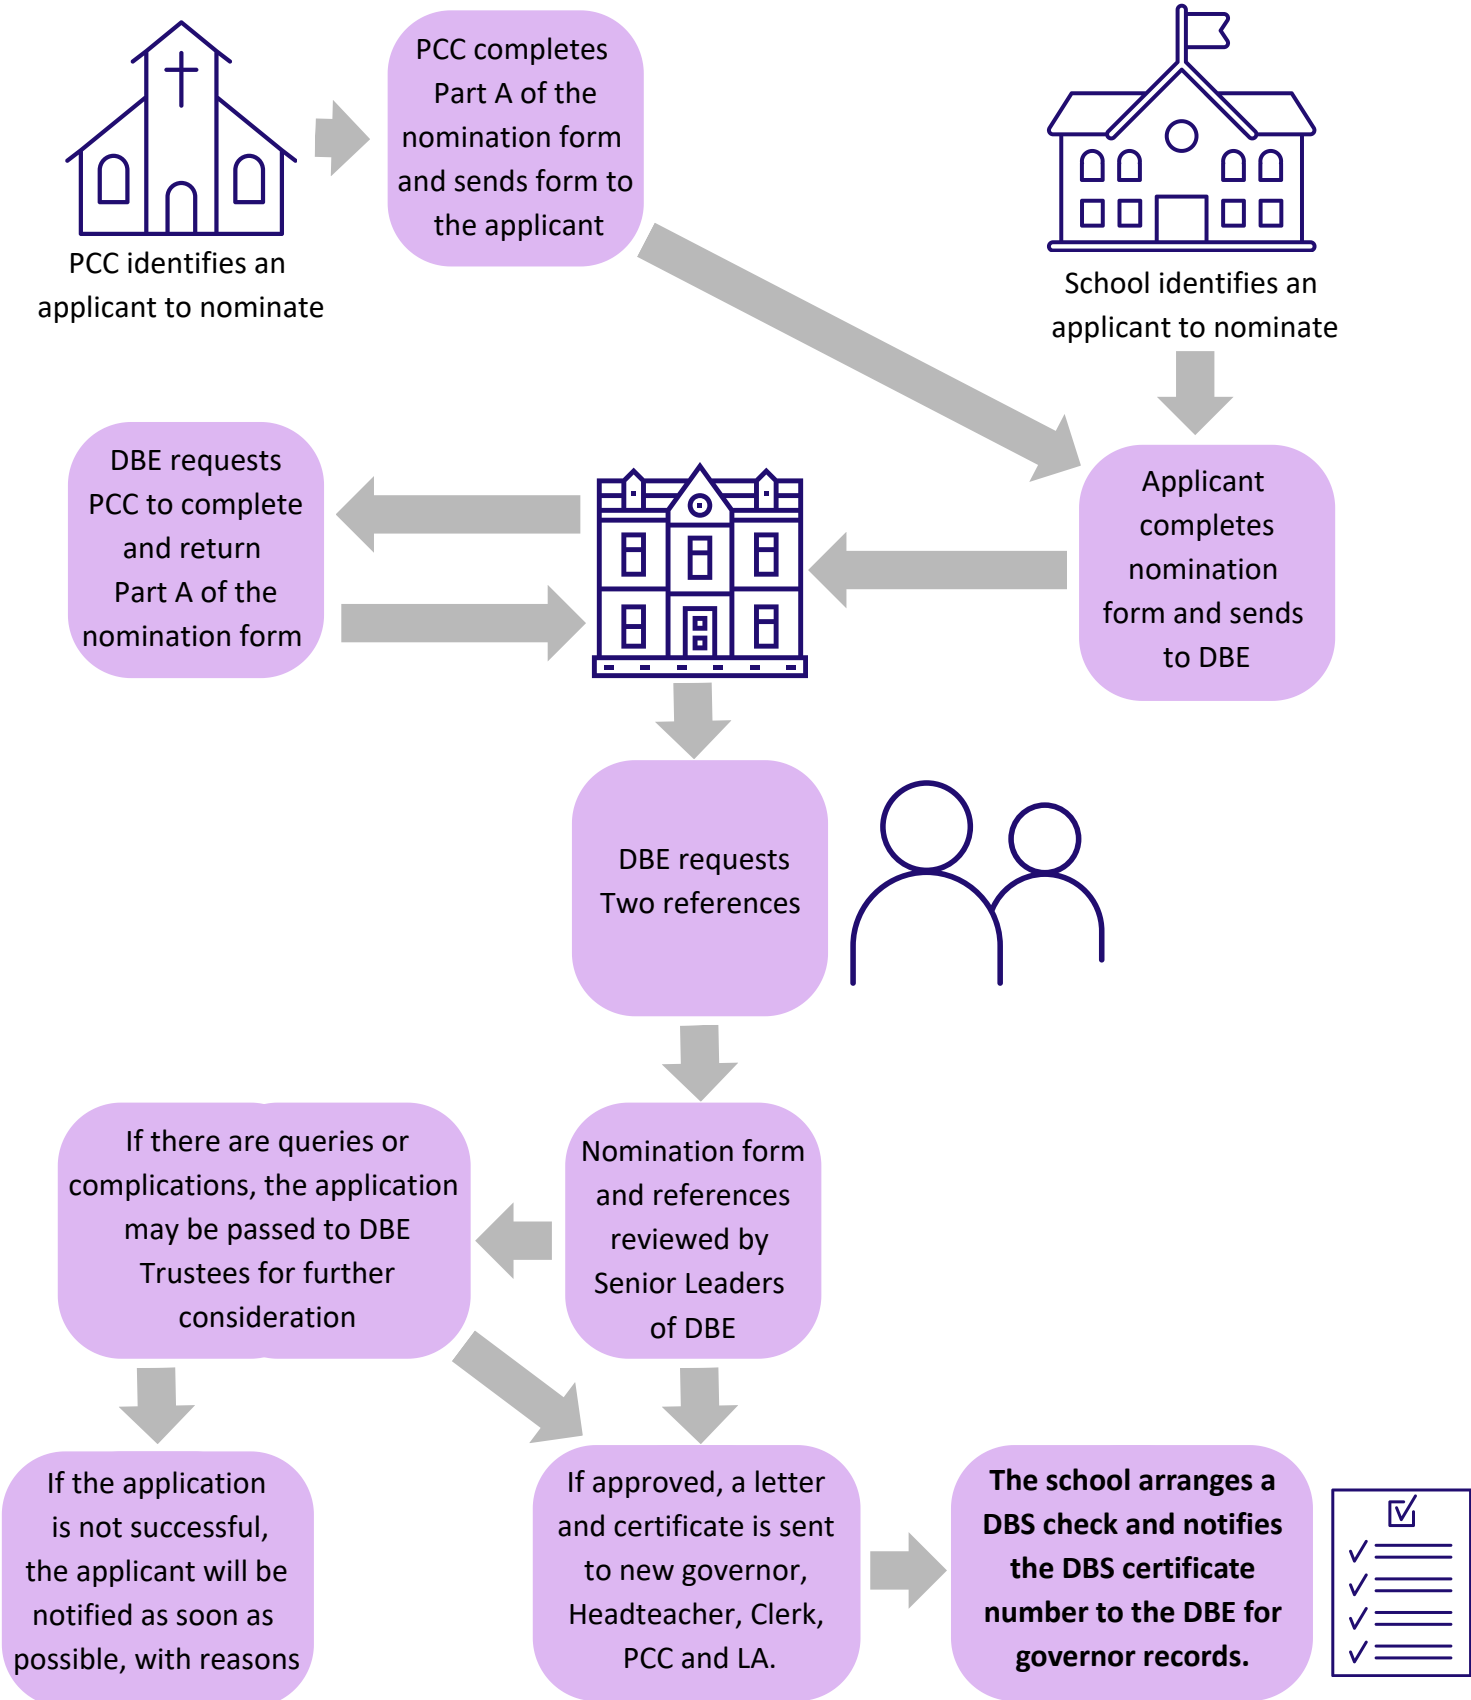 PCC identifies an
applicant to nominate
PCC completes
Part A of the
nomination form
and sends form to
the applicant
School identifies an
applicant to nominate
Applicant
completes
nomination
form and sends
to DBE
DBE requests
PCC to complete
and return
Part A of the
nomination form
DBE requests
Two references
Nomination form
and references
reviewed by
Senior Leaders
of DBE
If there are queries or
complications, the application
may be passed to DBE
Trustees for further
consideration
If the application
is not successful,
the applicant will be
notified as soon as
possible, with reasons
If approved, a letter
and certificate is sent
to new governor,
Headteacher, Clerk,
PCC and LA.
The school arranges a
DBS check and notifies
the DBS certificate
number to the DBE for
governor records.